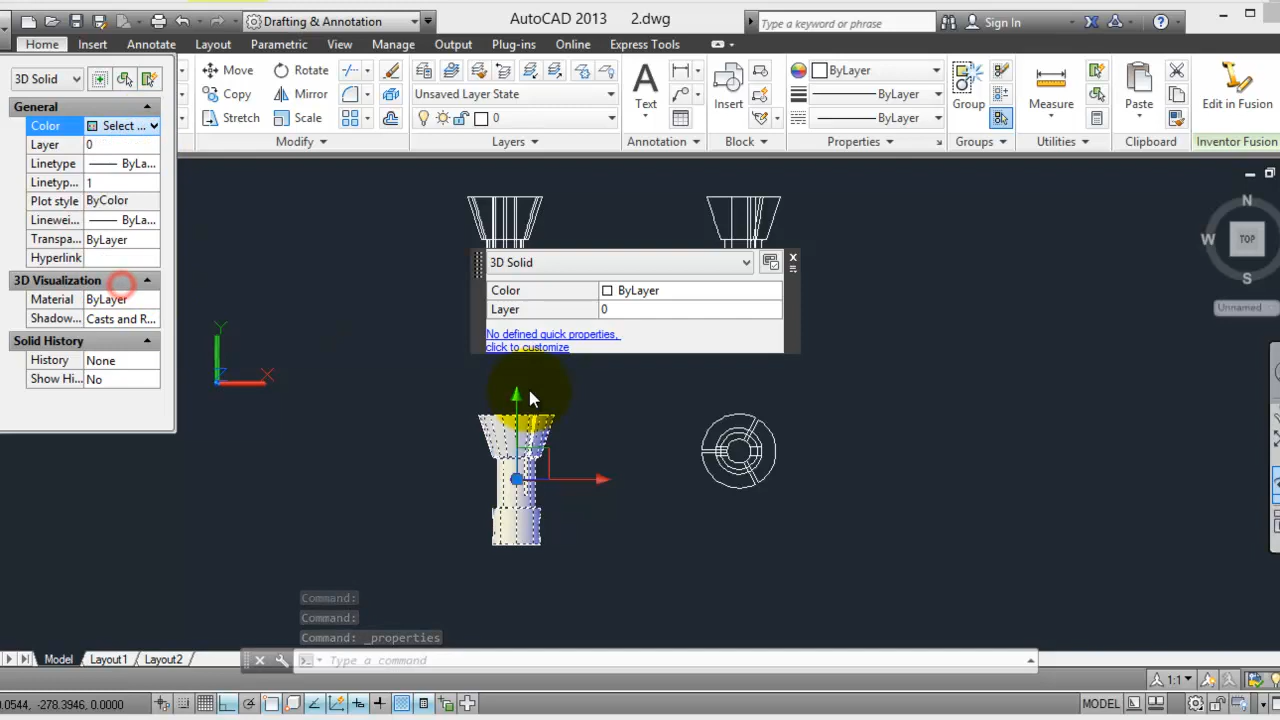 Drafting & Annotation
AutoCAD 2013 2.dwg
Type a keyword or phrase
Sign In
Home Insert Annotate Layout Parametric View Manage Output Plug-ins Online Express Tools
3D Solid
General
Color Select ...
Layer 0
Linetype ByLa...
Linetyp... 1
Plot style ByColor
Linewei... ByLa...
Transpa... ByLayer
Hyperlink
3D Visualization
Material ByLayer
Shadow... Casts and R...
Solid History
History None
Show Hi... No
Move Rotate
Copy Mirror
Stretch Scale
Modify
Unsaved Layer State
0
Layers
Text
Annotation
Insert
Block
ByLayer
ByLayer
ByLayer
Properties
Group
Groups
Measure
Utilities
Paste
Clipboard
Edit in Fusion
Inventor Fusion
N
W TOP
S
Unnamed
3D Solid
Color ByLayer
Layer 0
No defined quick properties,
click to customize
Y
X
Command:
Command:
Command: _properties
Type a command
Model Layout1 Layout2
1:1
.0544, -278.3946, 0.0000
MODEL